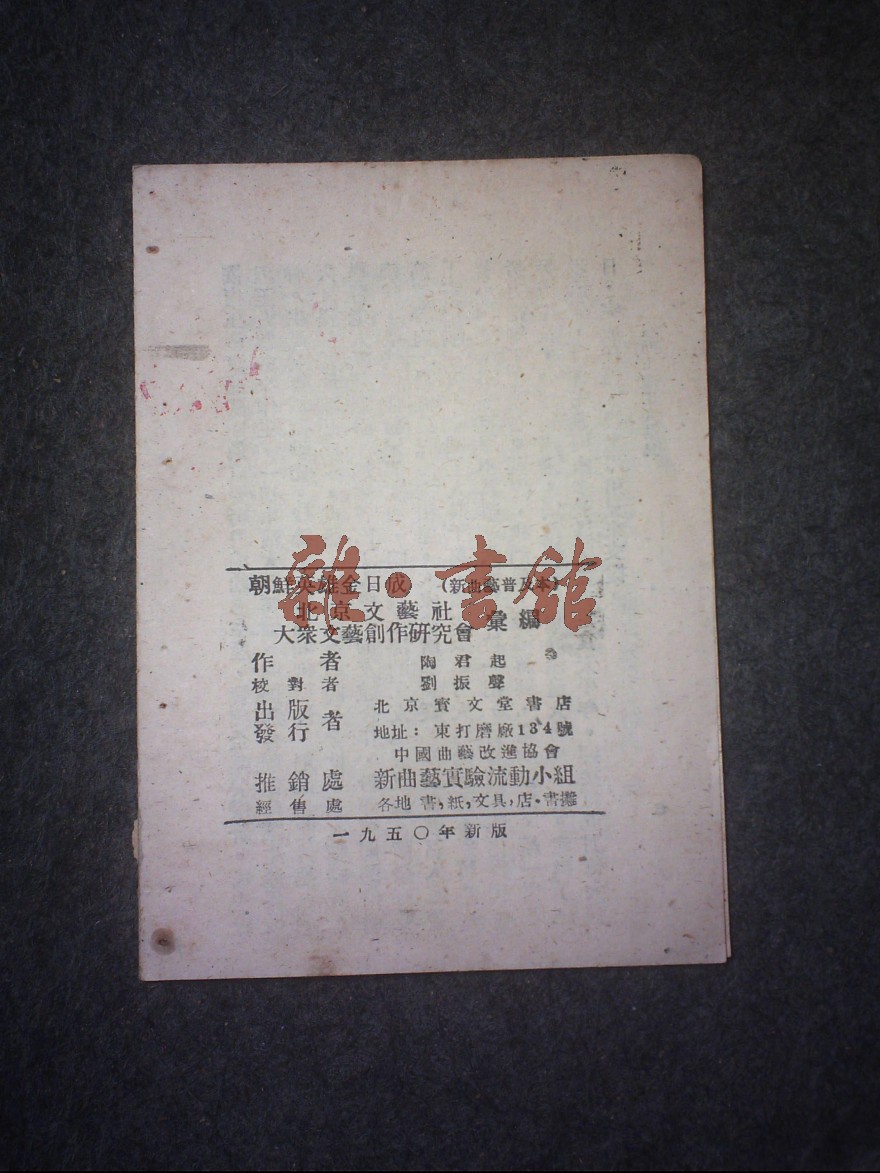 朝鮮英雄金日成 (新曲藝普及本)
北京文藝社
大衆文藝創作研究會 彙編
作者 陶君起
校對者 劉振聲
出版
發行 者 北京寶文堂書店
地址：東打磨廠134號
中國曲藝改進協會
推銷處 新曲藝實驗流動小組
經售處 各地書，紙，文具，店·書攤
一九五〇年新版
雜·書館